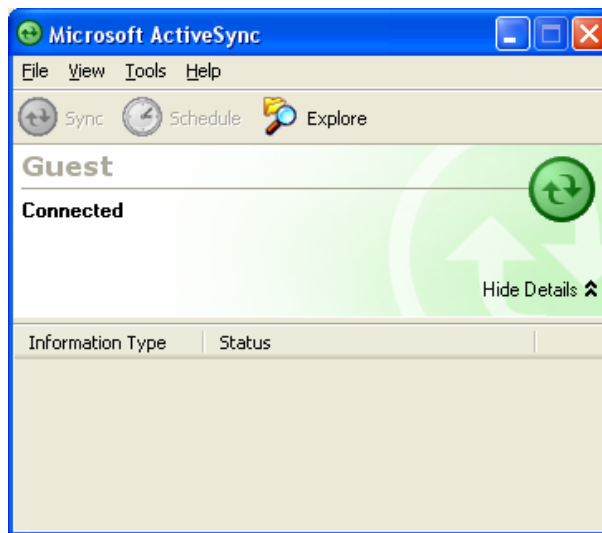 Microsoft ActiveSync
File View Tools Help
Sync Schedule Explore
Guest
Connected
Hide Details
Information Type Status